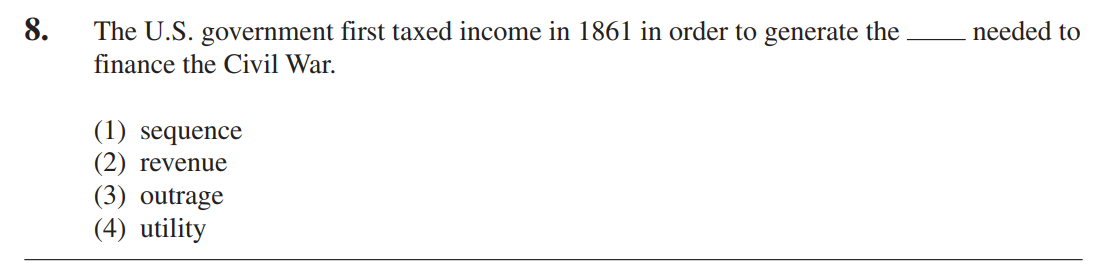 8. The U.S. government first taxed income in 1861 in order to generate the _____ needed to
finance the Civil War.
(1) sequence
(2) revenue
(3) outrage
(4) utility